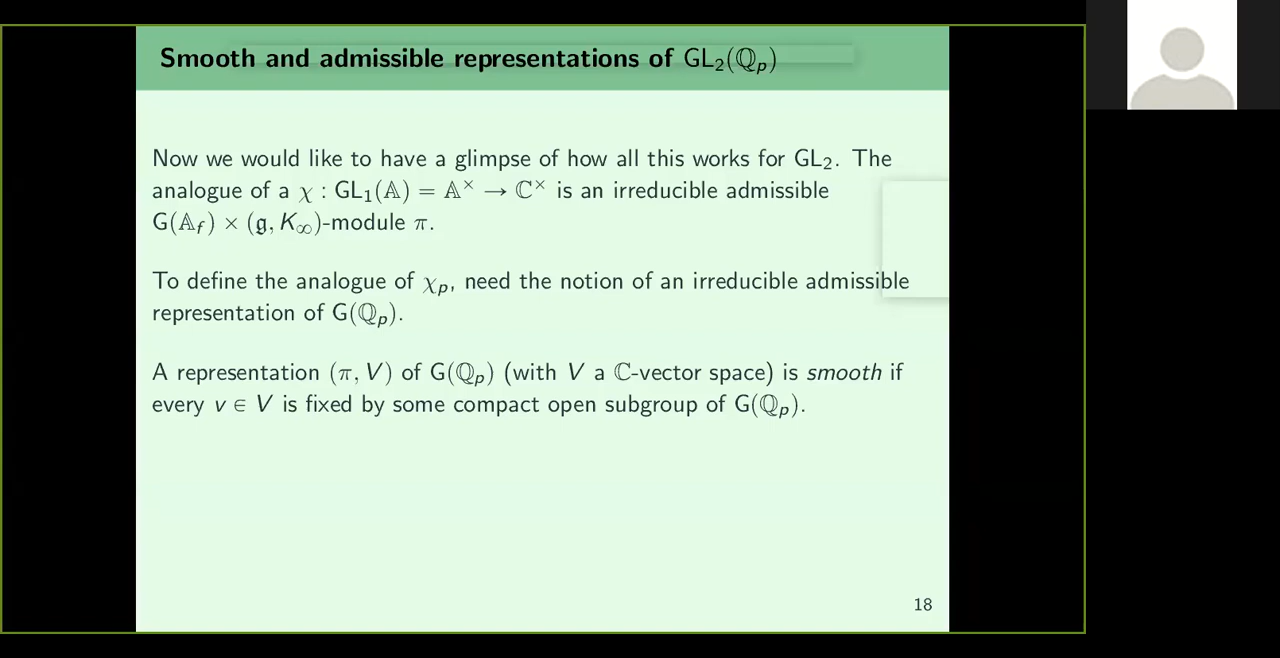 Smooth and admissible representations of GL₂(ℚₚ)
Now we would like to have a glimpse of how all this works for GL₂. The
analogue of a χ : GL₁(𝔸) = 𝔸× → ℂ× is an irreducible admissible
G(𝔸_f) × (𝔤, K∞)-module π.
To define the analogue of χₚ, need the notion of an irreducible admissible
representation of G(ℚₚ).
A representation (π, V) of G(ℚₚ) (with V a ℂ-vector space) is smooth if
every v ∈ V is fixed by some compact open subgroup of G(ℚₚ).
18